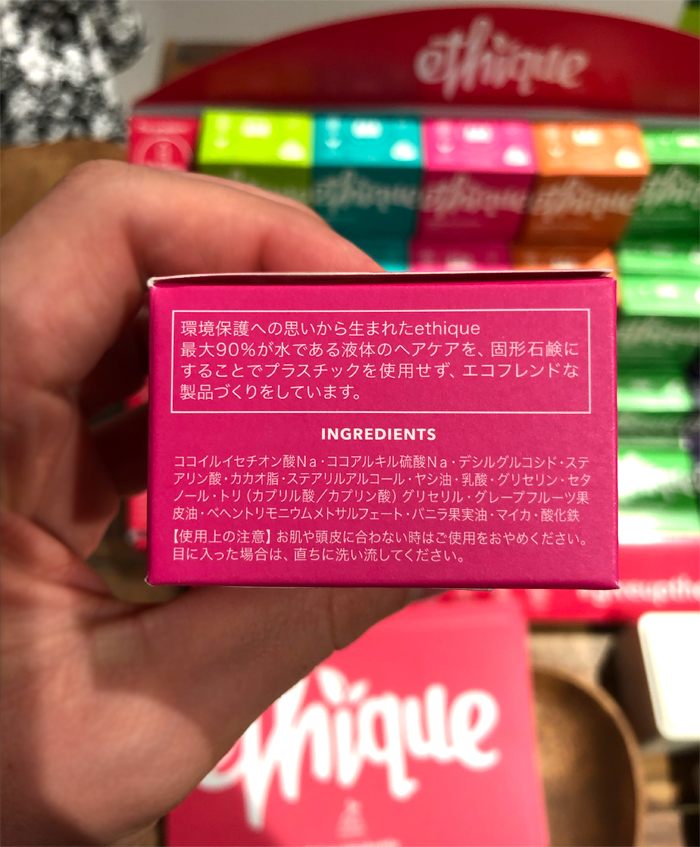 ethique
ethique
ethique
ethique
ethique
環境保護への思いから生まれたethique
最大90%が水である液体のヘアケアを、固形石鹸に
することでプラスチックを使用せず、エコフレンドな
製品づくりをしています。
INGREDIENTS
ココイルイセチオン酸Na・ココアルキル硫酸Na・デシルグルコシド・ステ
アリン酸・カカオ脂・ステアリルアルコール・ヤシ油・乳酸・グリセリン・セタ
ノール・トリ（カプリル酸／カプリン酸）グリセリル・グレープフルーツ果
皮油・ベヘントリモニウムメトサルフェート・バニラ果実油・マイカ・酸化鉄
【使用上の注意】お肌や頭皮に合わない時はご使用をおやめください。
目に入った場合は、直ちに洗い流してください。
ethique